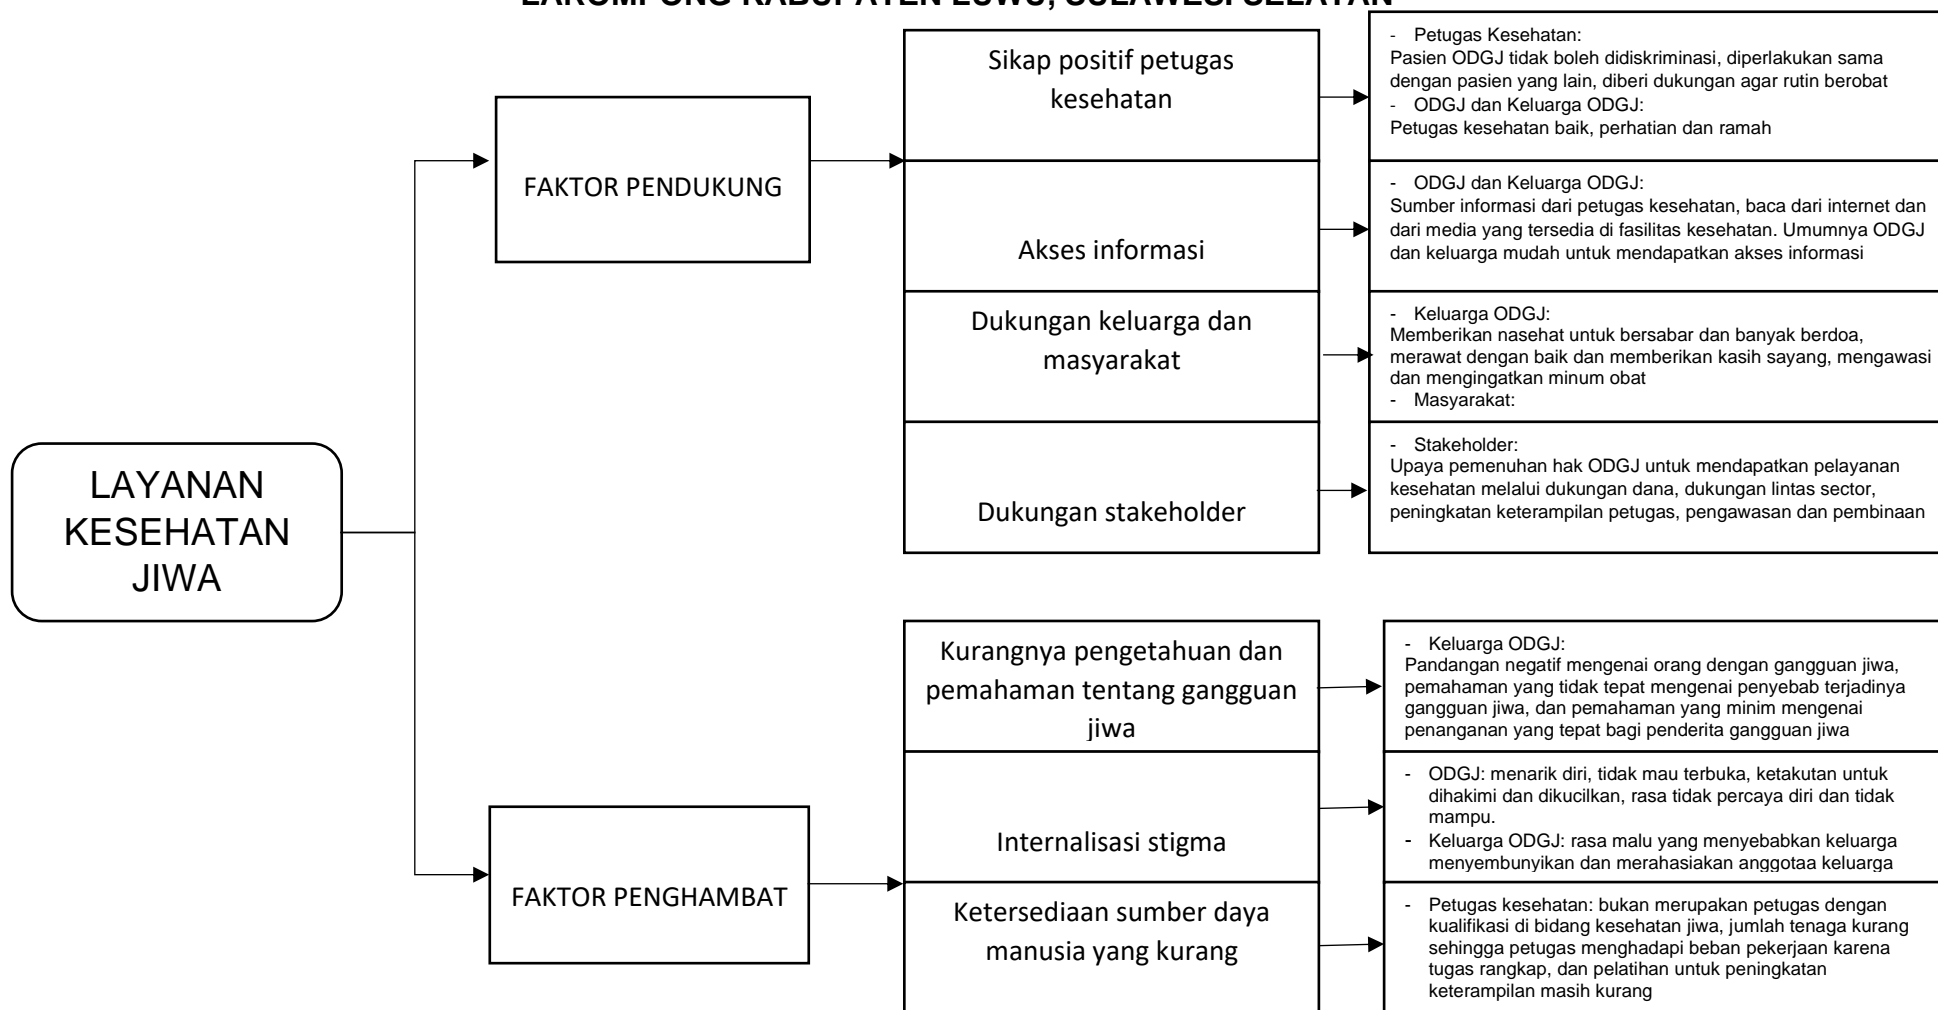 LAROMPONG KABUPATEN LUWU, SULAWESI SELATAN
LAYANAN
KESEHATAN
JIWA
FAKTOR PENDUKUNG
Sikap positif petugas
kesehatan
- Petugas Kesehatan:
Pasien ODGJ tidak boleh didiskriminasi, diperlakukan sama
dengan pasien yang lain, diberi dukungan agar rutin berobat
- ODGJ dan Keluarga ODGJ:
Petugas kesehatan baik, perhatian dan ramah
Akses informasi
- ODGJ dan Keluarga ODGJ:
Sumber informasi dari petugas kesehatan, baca dari internet dan
dari media yang tersedia di fasilitas kesehatan. Umumnya ODGJ
dan keluarga mudah untuk mendapatkan akses informasi
Dukungan keluarga dan
masyarakat
- Keluarga ODGJ:
Memberikan nasehat untuk bersabar dan banyak berdoa,
merawat dengan baik dan memberikan kasih sayang, mengawasi
dan mengingatkan minum obat
- Masyarakat:
Dukungan stakeholder
- Stakeholder:
Upaya pemenuhan hak ODGJ untuk mendapatkan pelayanan
kesehatan melalui dukungan dana, dukungan lintas sector,
peningkatan keterampilan petugas, pengawasan dan pembinaan
FAKTOR PENGHAMBAT
Kurangnya pengetahuan dan
pemahaman tentang gangguan
jiwa
- Keluarga ODGJ:
Pandangan negatif mengenai orang dengan gangguan jiwa,
pemahaman yang tidak tepat mengenai penyebab terjadinya
gangguan jiwa, dan pemahaman yang minim mengenai
penanganan yang tepat bagi penderita gangguan jiwa
Internalisasi stigma
- ODGJ: menarik diri, tidak mau terbuka, ketakutan untuk
dihakimi dan dikucilkan, rasa tidak percaya diri dan tidak
mampu.
- Keluarga ODGJ: rasa malu yang menyebabkan keluarga
menyembunyikan dan merahasiakan anggotaa keluarga
Ketersediaan sumber daya
manusia yang kurang
- Petugas kesehatan: bukan merupakan petugas dengan
kualifikasi di bidang kesehatan jiwa, jumlah tenaga kurang
sehingga petugas menghadapi beban pekerjaan karena
tugas rangkap, dan pelatihan untuk peningkatan
keterampilan masih kurang